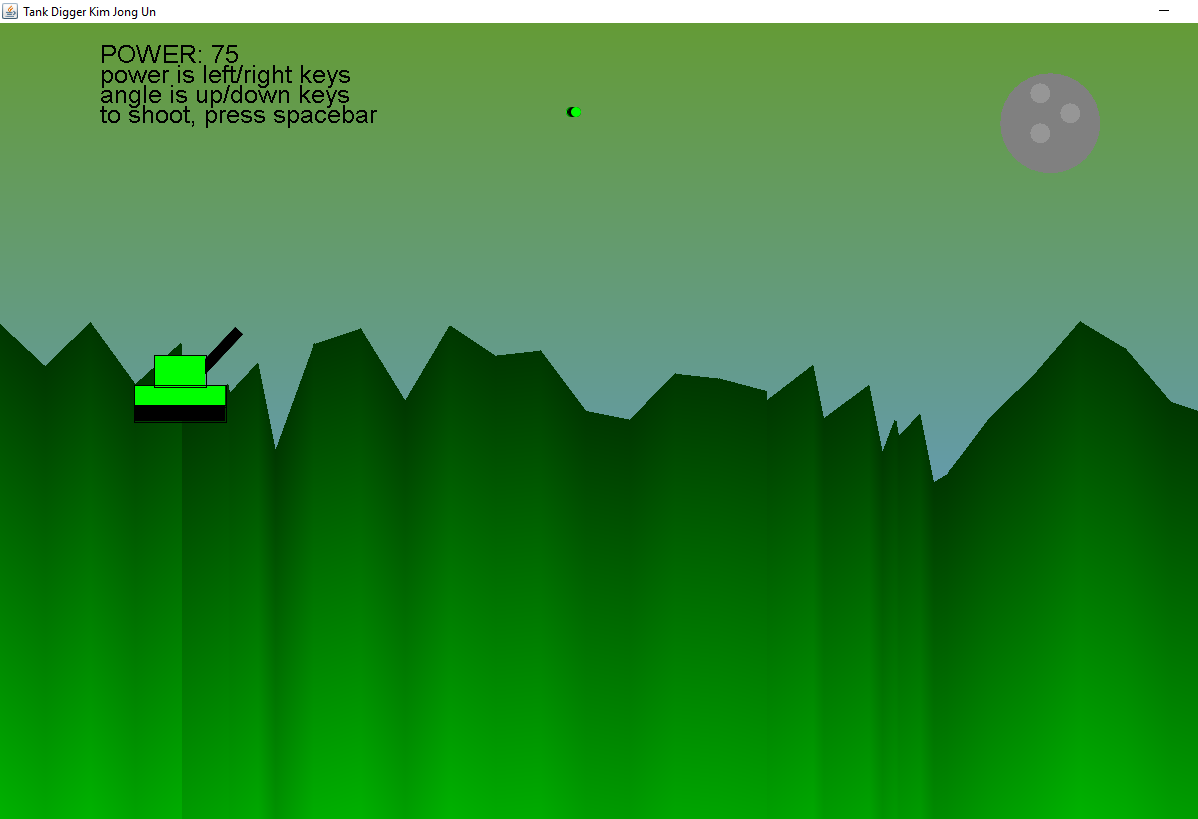 Tank Digger Kim Jong Un
POWER: 75
power is left/right keys
angle is up/down keys
to shoot, press spacebar